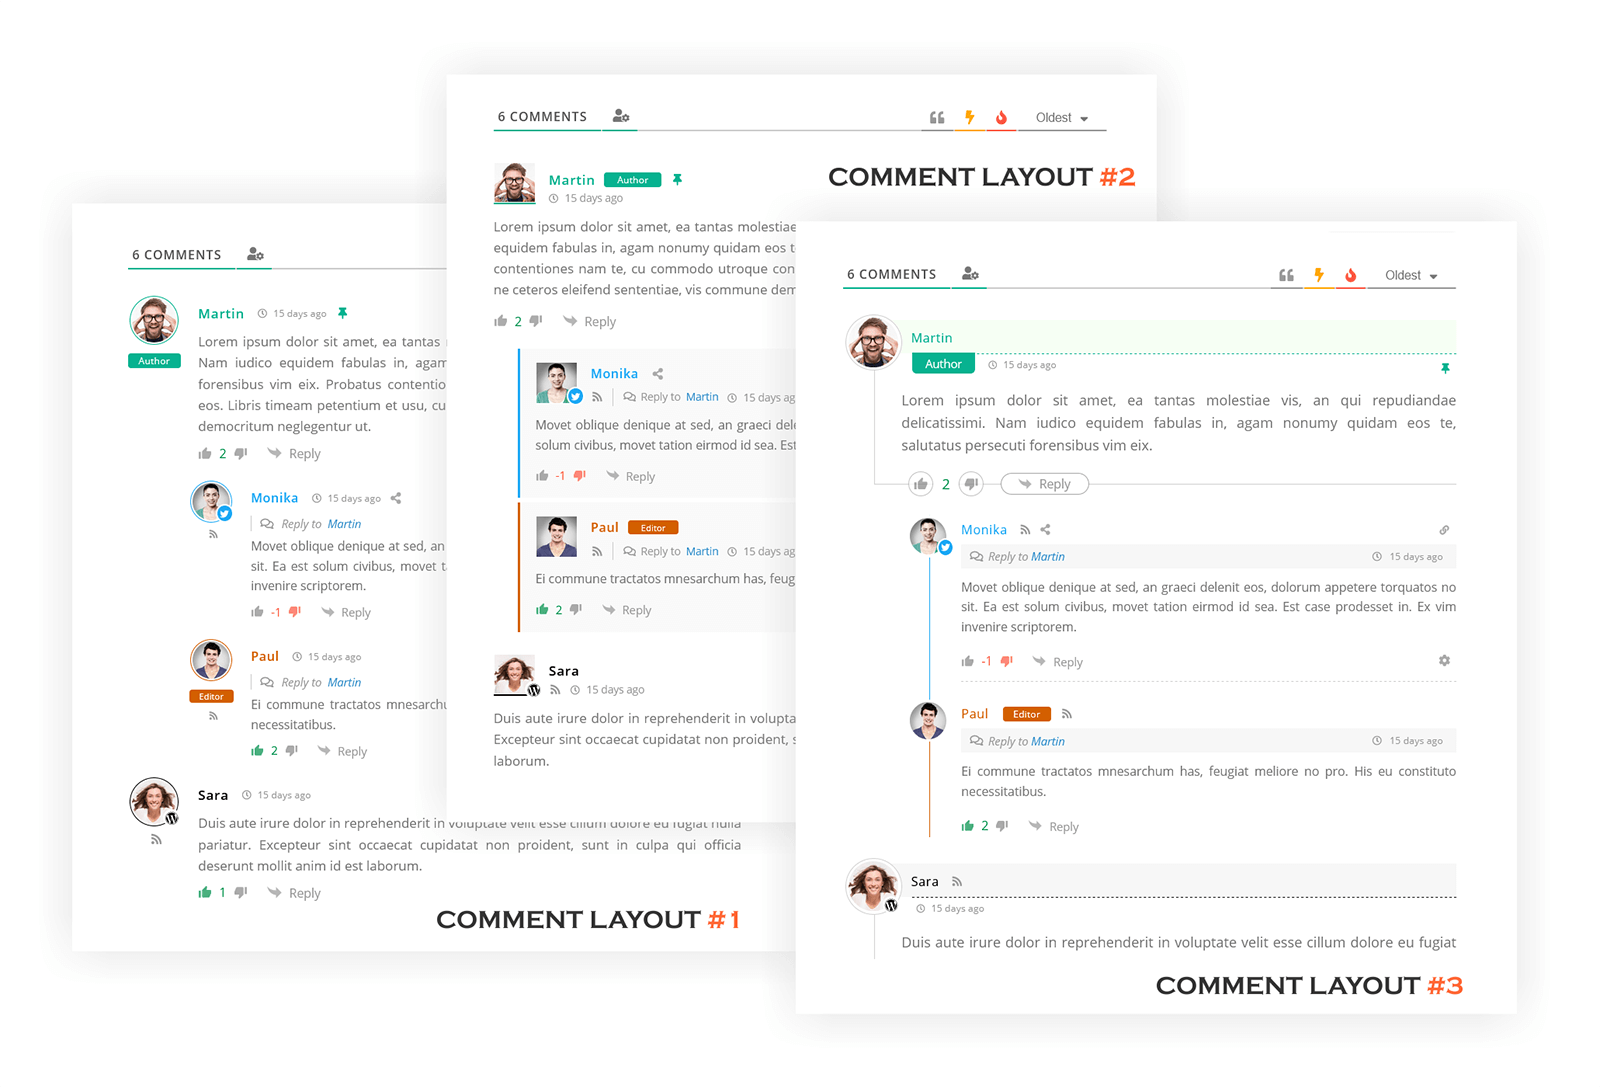 6 COMMENTS
Martin 15 days ago
Author
Lorem ipsum dolor sit amet, ea tantas
Nam iudico equidem fabulas in, agam
forensibus vim eix. Probatus contentio
eos. Libris timeam petentium et usu, cu
democritum neglegentur ut.
2 Reply
Monika 15 days ago
Reply to Martin
Movet oblique denique at sed, an
sit. Ea est solum civibus, movet t
invenire scriptorem.
-1 Reply
Paul 15 days ago
Editor
Reply to Martin
Ei commune tractatos mnesarchu
necessitatibus.
2 Reply
Sara 15 days ago
Duis aute irure dolor in reprehenderit in voluptate velit esse cillum dolore eu fugiat nulla
pariatur. Excepteur sint occaecat cupidatat non proident, sunt in culpa qui officia
deserunt mollit anim id est laborum.
1 Reply
COMMENT LAYOUT #1
6 COMMENTS Oldest
COMMENT LAYOUT #2
Martin Author
15 days ago
Lorem ipsum dolor sit amet, ea tantas molestiae
equidem fabulas in, agam nonumy quidam eos t
contentiones nam te, cu commodo utroque con
ne ceteros eleifend sententiae, vis commune dem
2 Reply
Monika
Reply to Martin 15 days ag
Movet oblique denique at sed, an graeci dele
solum civibus, movet tation eirmod id sea. Est
-1 Reply
Paul Editor
Reply to Martin 15 days ag
Ei commune tractatos mnesarchum has, feug
2 Reply
Sara
15 days ago
Duis aute irure dolor in reprehenderit in volupta
Excepteur sint occaecat cupidatat non proident, s
laborum.
6 COMMENTS Oldest
Martin
Author 15 days ago
Lorem ipsum dolor sit amet, ea tantas molestiae vis, an qui repudiandae
delicatissimi. Nam iudico equidem fabulas in, agam nonumy quidam eos te,
salutatus persecuti forensibus vim eix.
2 Reply
Monika
Reply to Martin 15 days ago
Movet oblique denique at sed, an graeci delenit eos, dolorum appetere torquatos no
sit. Ea est solum civibus, movet tation eirmod id sea. Est case prodesset in. Ex vim
invenire scriptorem.
-1 Reply
Paul Editor
Reply to Martin 15 days ago
Ei commune tractatos mnesarchum has, feugiat meliore no pro. His eu constituto
necessitatibus.
2 Reply
Sara
15 days ago
Duis aute irure dolor in reprehenderit in voluptate velit esse cillum dolore eu fugiat
COMMENT LAYOUT #3